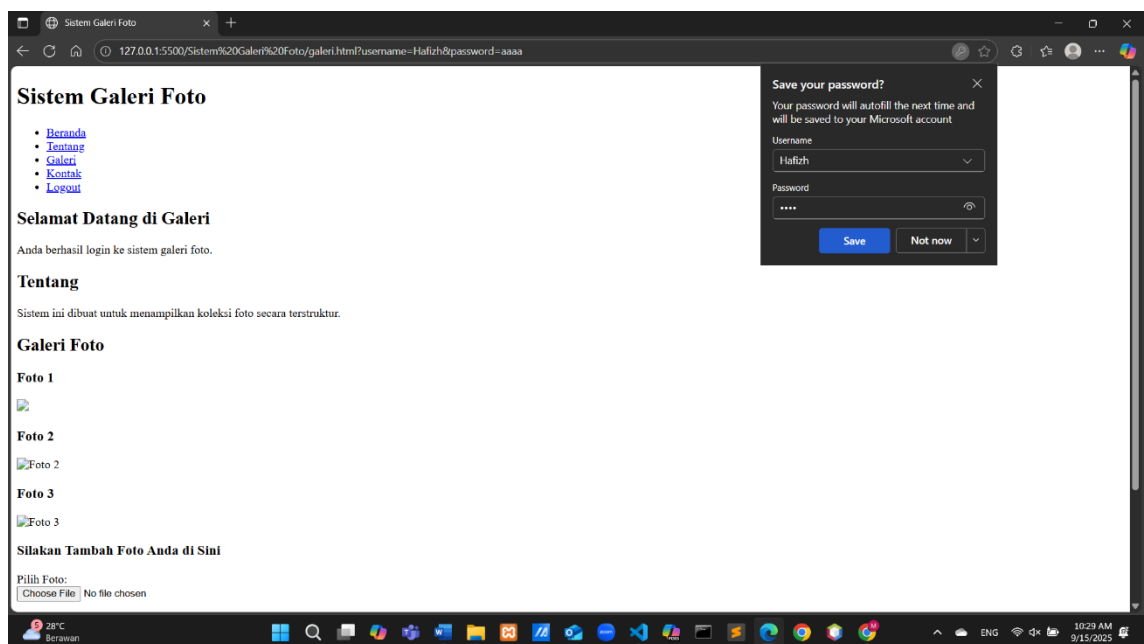 Sistem Galeri Foto
127.0.0.1:5500/Sistem%20Galeri%20Foto/galeri.html?username=Hafizh&password=aaaa
Sistem Galeri Foto
Beranda
Tentang
Galeri
Kontak
Logout
Selamat Datang di Galeri
Anda berhasil login ke sistem galeri foto.
Tentang
Sistem ini dibuat untuk menampilkan koleksi foto secara terstruktur.
Galeri Foto
Foto 1
Foto 2
Foto 2
Foto 3
Foto 3
Silakan Tambah Foto Anda di Sini
Pilih Foto:
Choose File No file chosen
Save your password?
Your password will autofill the next time and
will be saved to your Microsoft account
Username
Hafizh
Password
••••
Save Not now
5
28°C
Berawan
ENG
10:29 AM
9/15/2025